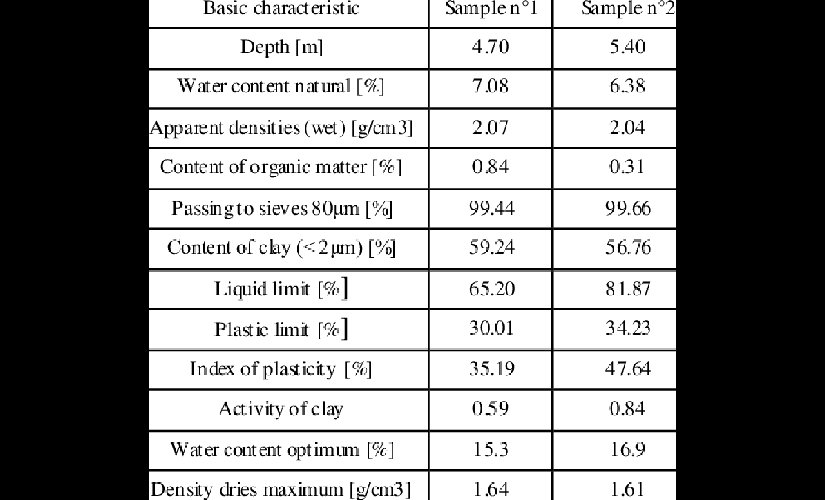 Basic characteristic Sample n°1 Sample n°2
Depth [m] 4.70 5.40
Water content natural [%] 7.08 6.38
Apparent densities (wet) [g/cm3] 2.07 2.04
Content of organic matter [%] 0.84 0.31
Passing to sieves 80µm [%] 99.44 99.66
Content of clay (<2µm) [%] 59.24 56.76
Liquid limit [%] 65.20 81.87
Plastic limit [%] 30.01 34.23
Index of plasticity [%] 35.19 47.64
Activity of clay 0.59 0.84
Water content optimum [%] 15.3 16.9
Density dries maximum [g/cm3] 1.64 1.61